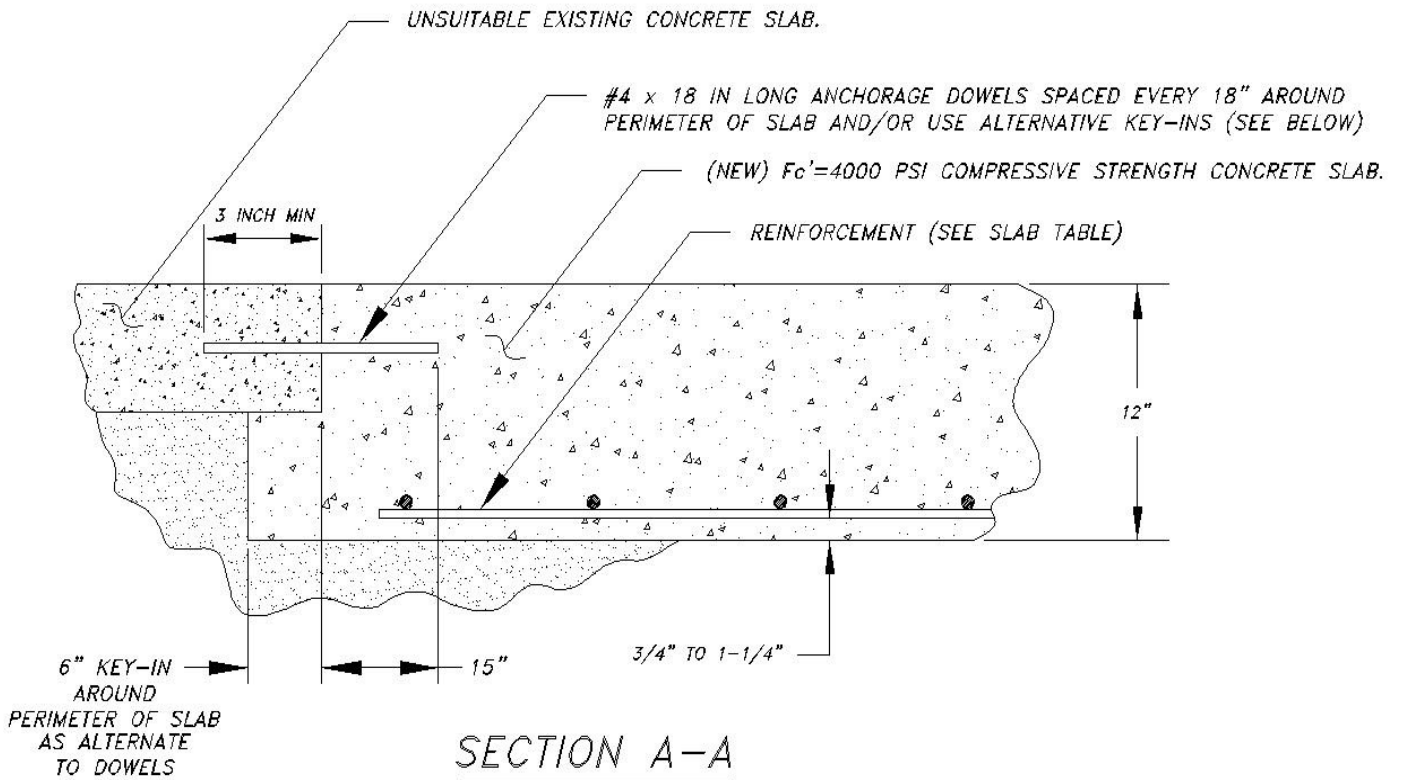 UNSUITABLE EXISTING CONCRETE SLAB.
#4 x 18 IN LONG ANCHORAGE DOWELS SPACED EVERY 18" AROUND
PERIMETER OF SLAB AND/OR USE ALTERNATIVE KEY-INS (SEE BELOW)
(NEW) Fc'=4000 PSI COMPRESSIVE STRENGTH CONCRETE SLAB.
3 INCH MIN
REINFORCEMENT (SEE SLAB TABLE)
12"
3/4" TO 1-1/4"
6" KEY-IN
AROUND
PERIMETER OF SLAB
AS ALTERNATE
TO DOWELS
15"
SECTION A-A